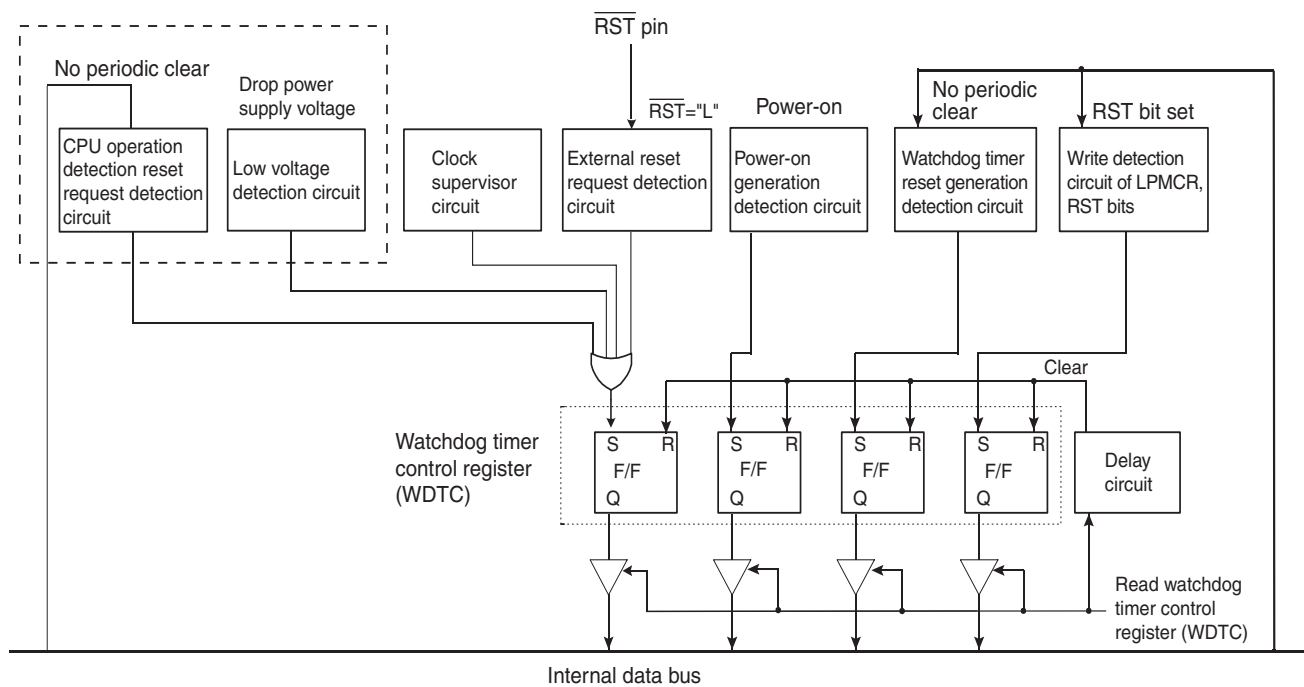 RST pin
No periodic clear
Drop power
supply voltage
RST="L"
Power-on
No periodic
clear
RST bit set
CPU operation
detection reset
request detection
circuit
Low voltage
detection circuit
Clock
supervisor
circuit
External reset
request detection
circuit
Power-on
generation
detection circuit
Watchdog timer
reset generation
detection circuit
Write detection
circuit of LPMCR,
RST bits
Clear
Watchdog timer
control register
(WDTC)
S R
F/F
Q
S R
F/F
Q
S R
F/F
Q
S R
F/F
Q
Delay
circuit
Read watchdog
timer control
register (WDTC)
Internal data bus